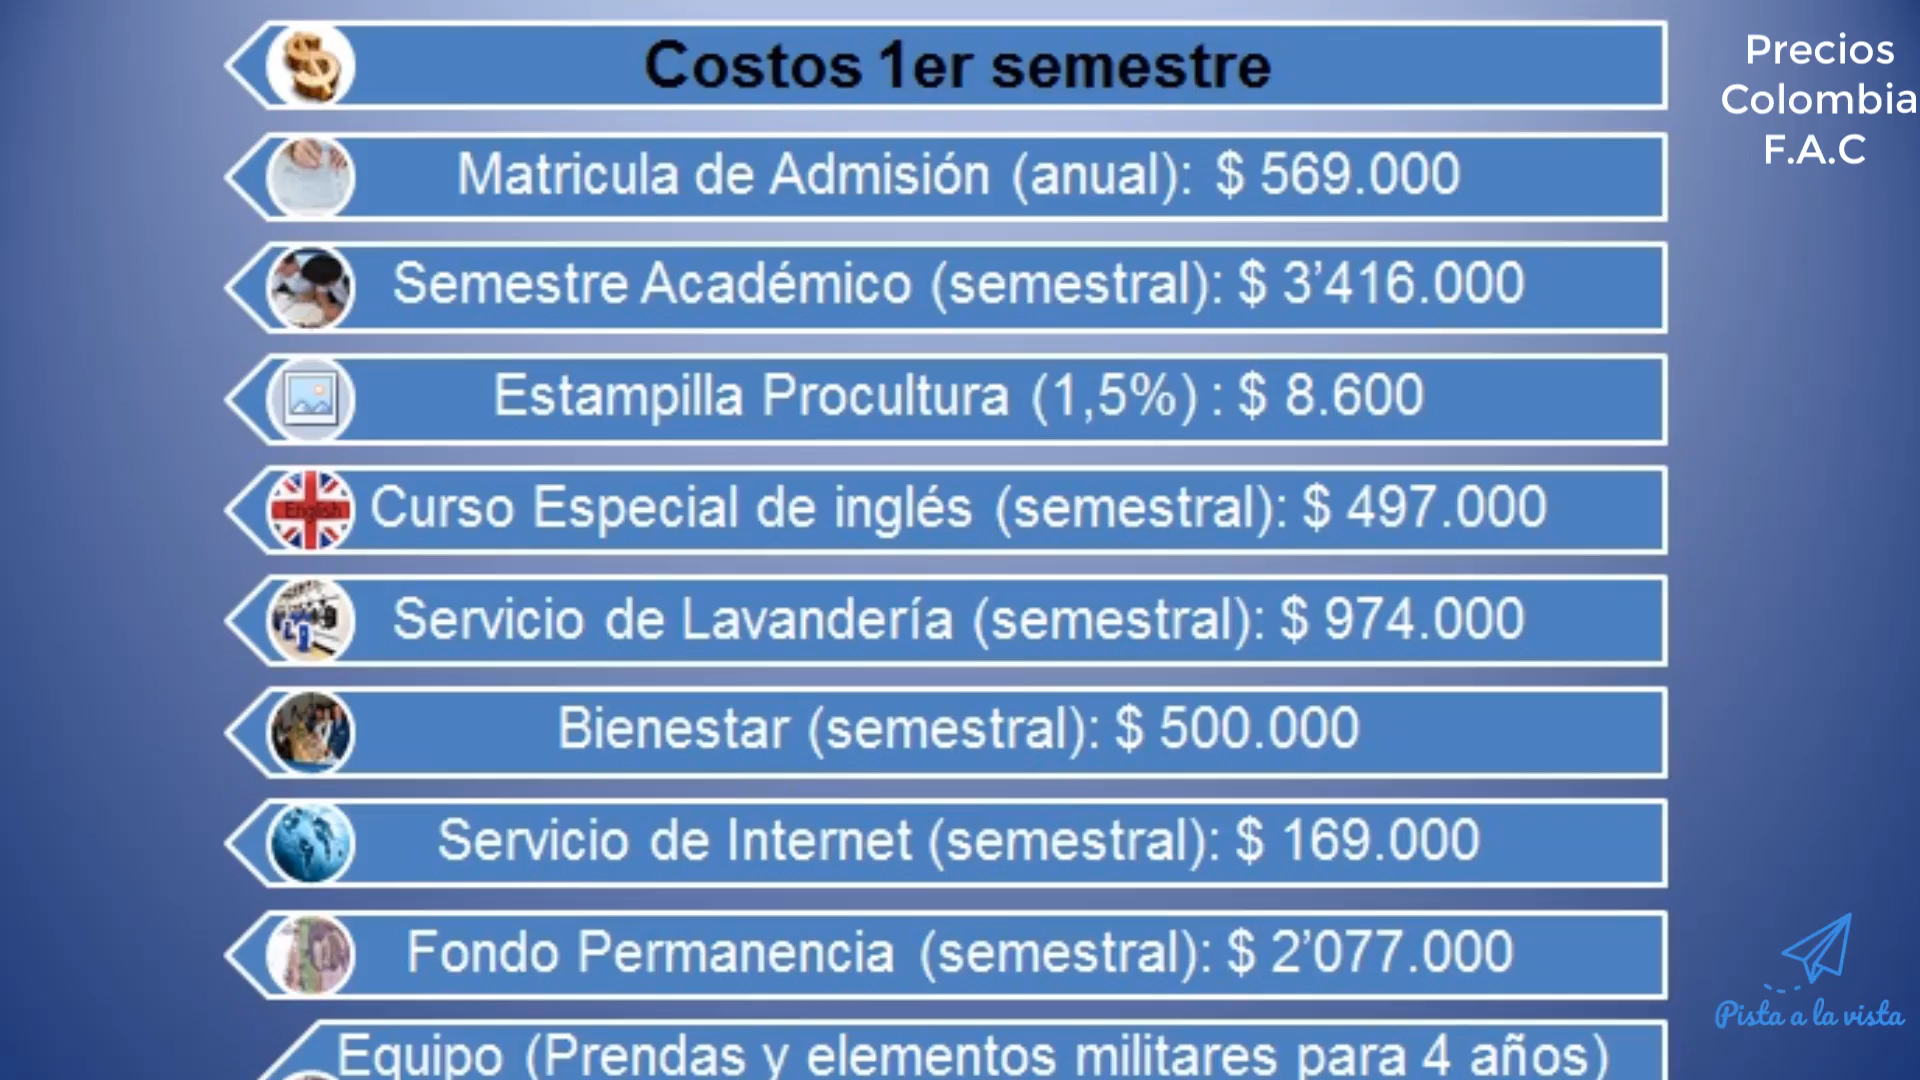 Costos 1er semestre
Precios
Colombia
F.A.C
Matricula de Admisión (anual): $ 569.000
Semestre Académico (semestral): $ 3’416.000
Estampilla Procultura (1,5%) : $ 8.600
English
Curso Especial de inglés (semestral): $ 497.000
Servicio de Lavandería (semestral): $ 974.000
Bienestar (semestral): $ 500.000
Servicio de Internet (semestral): $ 169.000
Fondo Permanencia (semestral): $ 2’077.000
Pista a la vista
Equipo (Prendas y elementos militares para 4 años)